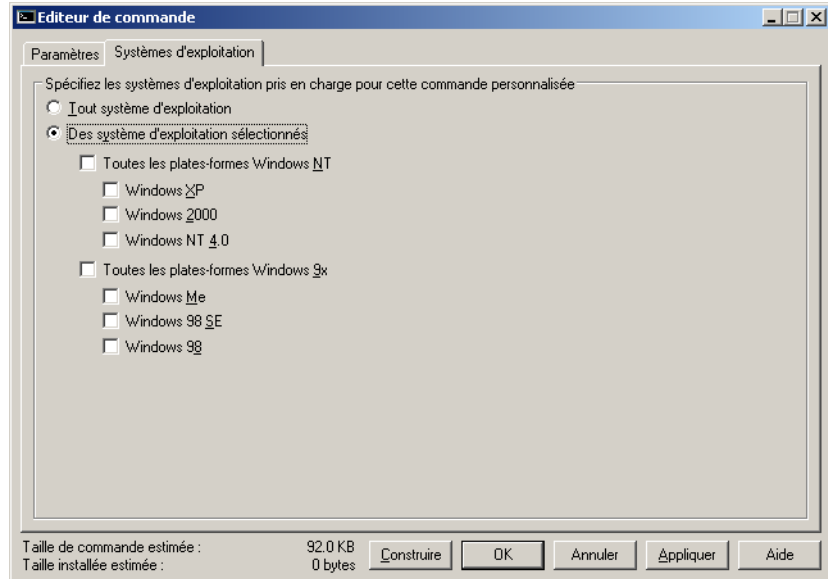 Editeur de commande
Paramètres Systèmes d'exploitation
Spécifiez les systèmes d'exploitation pris en charge pour cette commande personnalisée
Tout système d'exploitation
Des système d'exploitation sélectionnés
Toutes les plates-formes Windows NT
Windows XP
Windows 2000
Windows NT 4.0
Toutes les plates-formes Windows 9x
Windows Me
Windows 98 SE
Windows 98
Taille de commande estimée : 92.0 KB
Taille installée estimée : 0 bytes
Construire OK Annuler Appliquer Aide